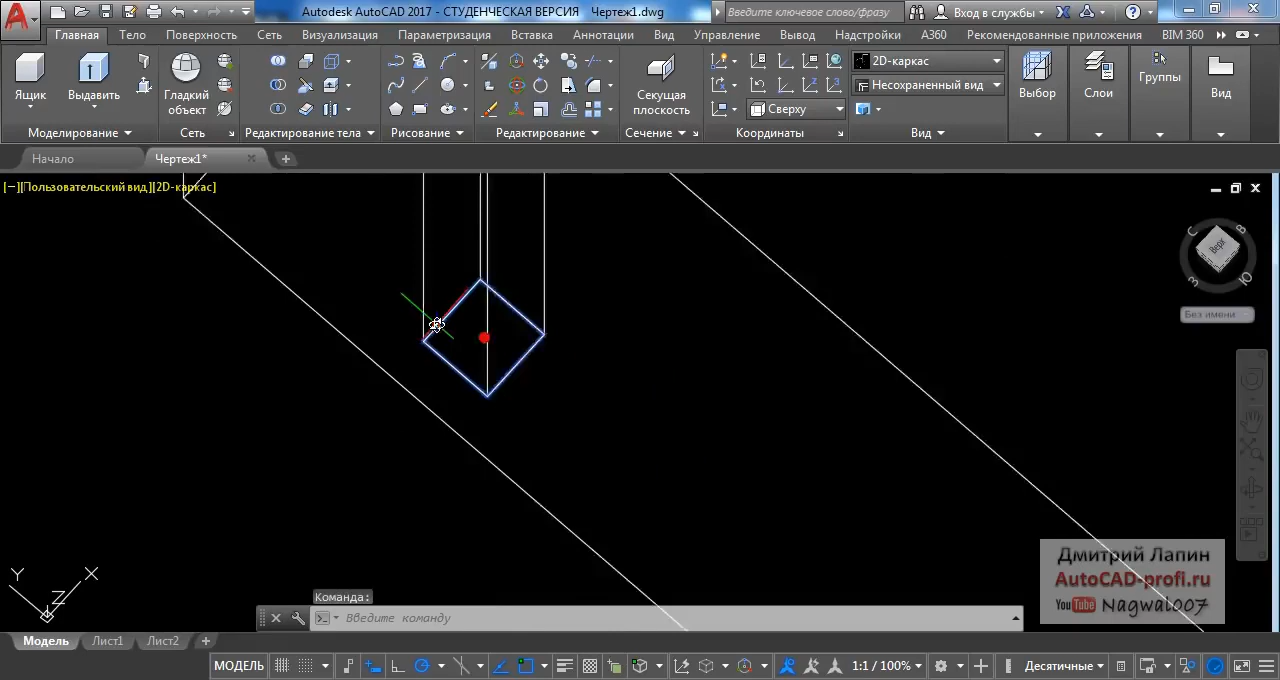 Autodesk AutoCAD 2017 - СТУДЕНЧЕСКАЯ ВЕРСИЯ Чертеж1.dwg
Введите ключевое слово/фразу
Вход в службы
Главная Тело Поверхность Сеть Визуализация Параметризация Вставка Аннотации Вид Управление Вывод Надстройки A360 Рекомендованные приложения BIM 360
2D-каркас
Несохраненный вид
Ящик Выдавить Гладкий объект Секущая плоскость Сверху Выбор Слои Группы Вид
Моделирование Сеть Редактирование тела Рисование Редактирование Сечение Координаты Вид
Начало Чертеж1*
[−][Пользовательский вид][2D-каркас]
С В
Верх
З Ю
Без имени
Y X
Z
Дмитрий Лапин
AutoCAD-profi.ru
YouTube Nagwal007
Команда:
Введите команду
Модель Лист1 Лист2
МОДЕЛЬ 1:1 / 100% Десятичные